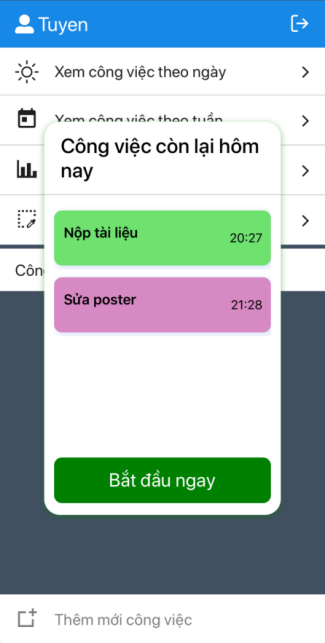 Tuyen
Xem công việc theo ngày
Xem công việc theo tuần
Công việc còn lại hôm
nay
Nộp tài liệu
20:27
Sửa poster
21:28
Bắt đầu ngay
Thêm mới công việc